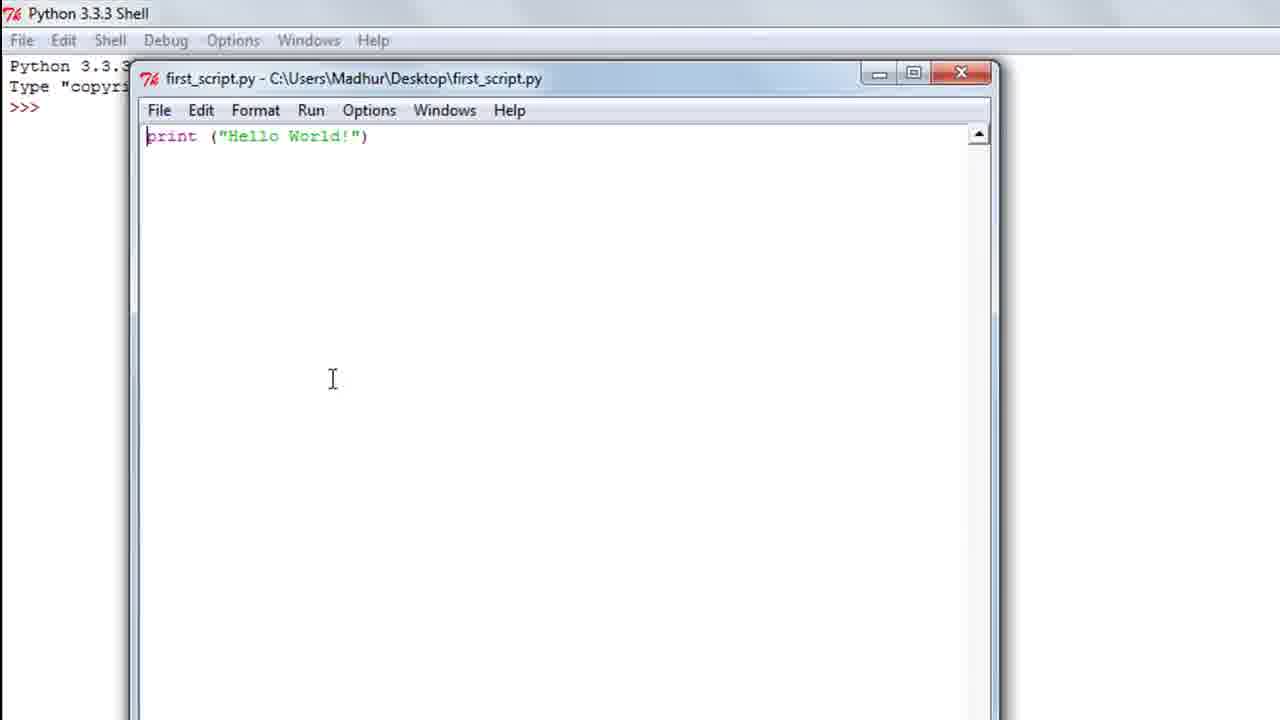 Python 3.3.3 Shell
File Edit Shell Debug Options Windows Help
Python 3.3.3
Type "copyri
>>>
first_script.py - C:\Users\Madhur\Desktop\first_script.py
File Edit Format Run Options Windows Help
print ("Hello World!")